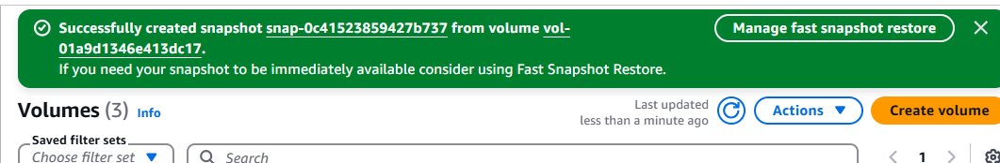 Successfully created snapshot snap-0c41523859427b737 from volume vol-
01a9d1346e413dc17.
If you need your snapshot to be immediately available consider using Fast Snapshot Restore.
Manage fast snapshot restore
Volumes (3) Info
Last updated
less than a minute ago
Actions
Create volume
Saved filter sets
Choose filter set
Search
1